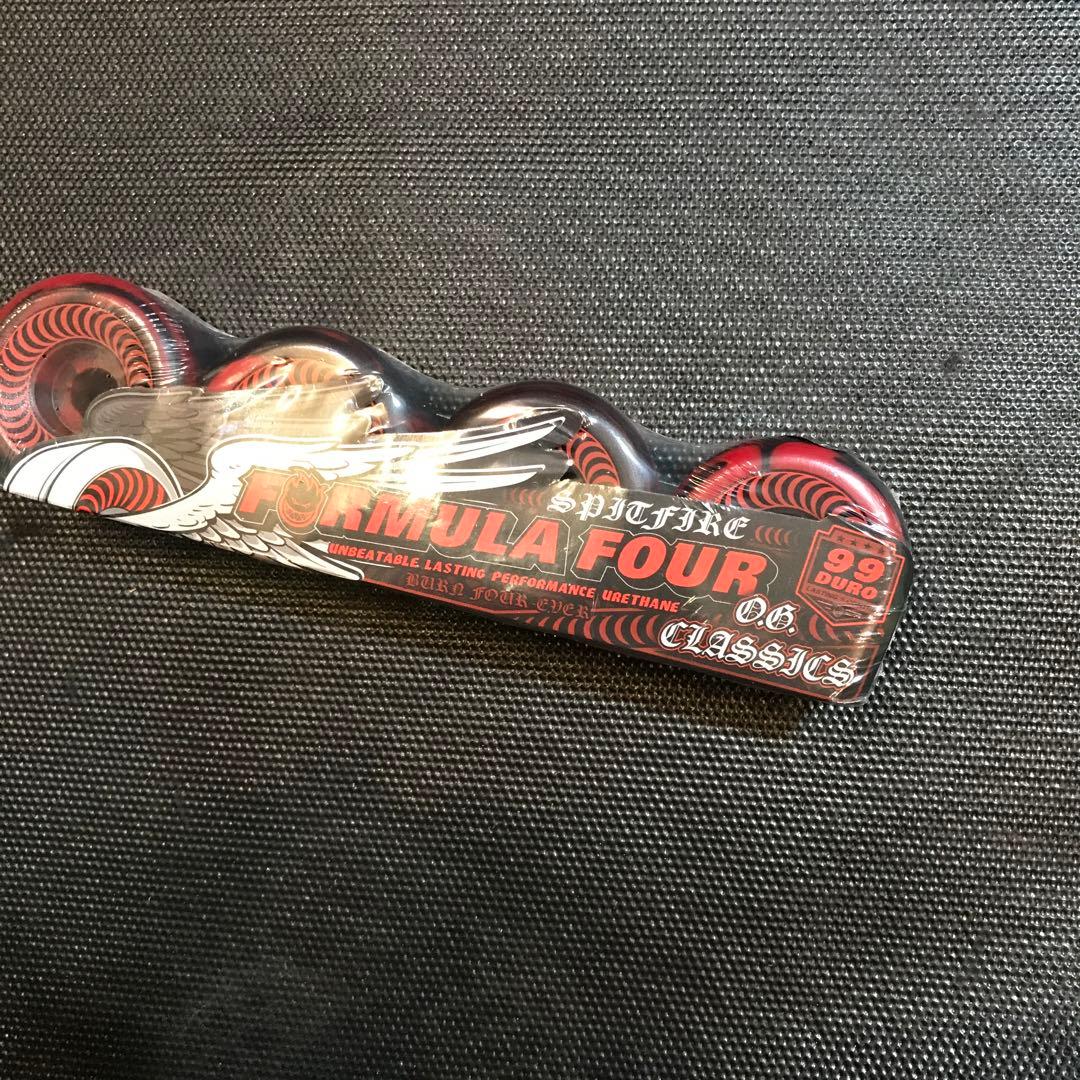 SPITFIRE
FORMULA FOUR
UNBEATABLE LASTING PERFORMANCE URETHANE
BURN FOUR EVER
O.G.
CLASSICS
99
DURO